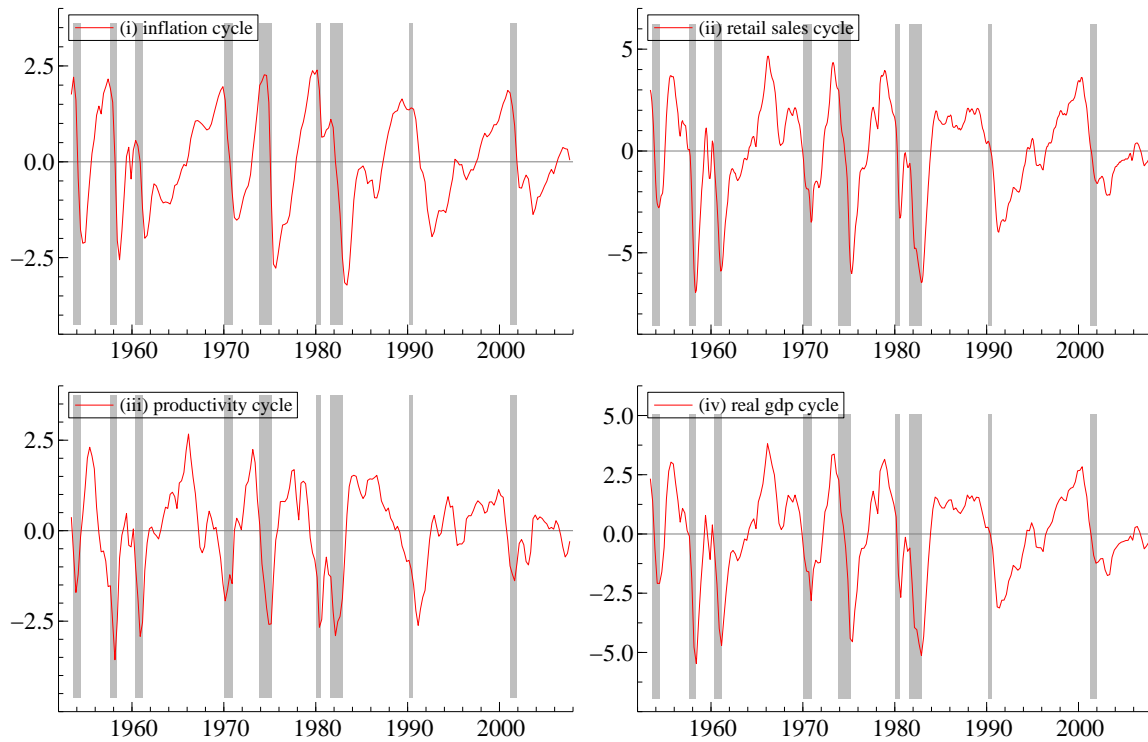 (i) inflation cycle
2.5
0.0
−2.5
1960 1970 1980 1990 2000
(ii) retail sales cycle
5
0
−5
1960 1970 1980 1990 2000
(iii) productivity cycle
2.5
0.0
−2.5
1960 1970 1980 1990 2000
(iv) real gdp cycle
5.0
2.5
0.0
−2.5
−5.0
1960 1970 1980 1990 2000